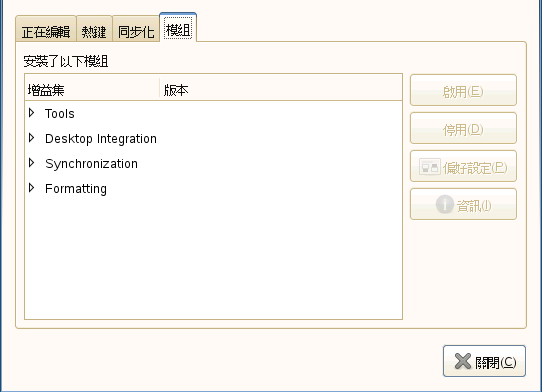 正在編輯 熱鍵 同步化 模組
安裝了以下模組
增益集 版本
Tools
Desktop Integration
Synchronization
Formatting
啟用(E)
停用(D)
偏好設定(P)
資訊(I)
關閉(C)